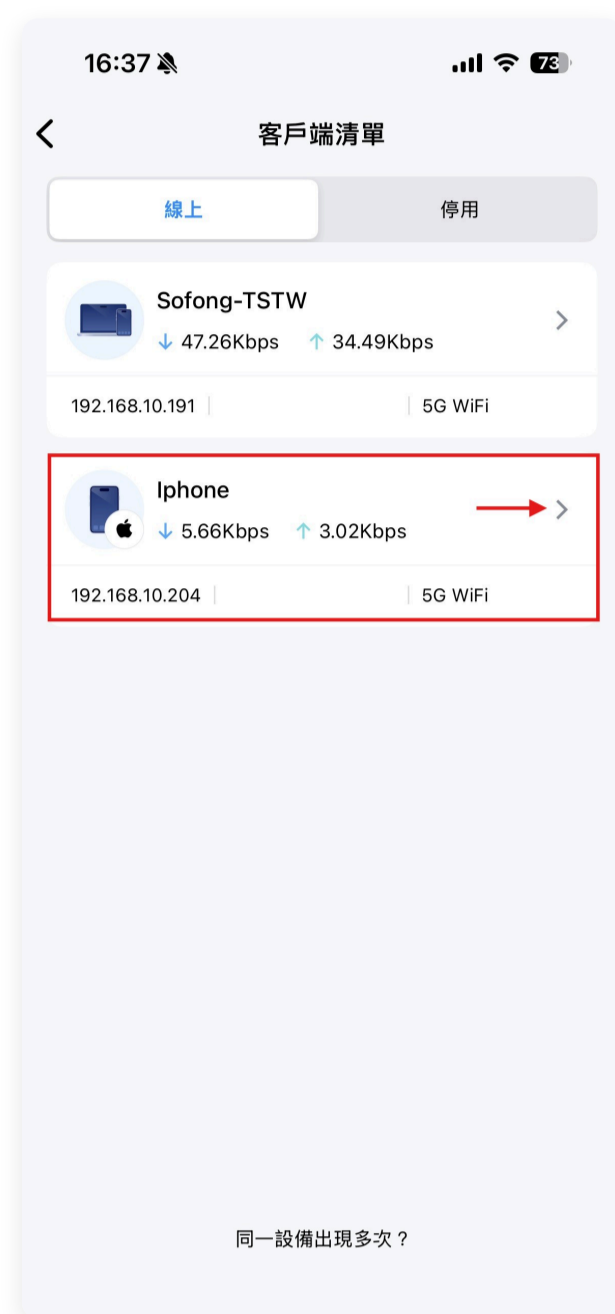 16:37
73
客戶端清單
線上
停用
Sofong-TSTW
↓ 47.26Kbps ↑ 34.49Kbps
192.168.10.191
5G WiFi
Iphone
↓ 5.66Kbps ↑ 3.02Kbps
192.168.10.204
5G WiFi
同一設備出現多次？